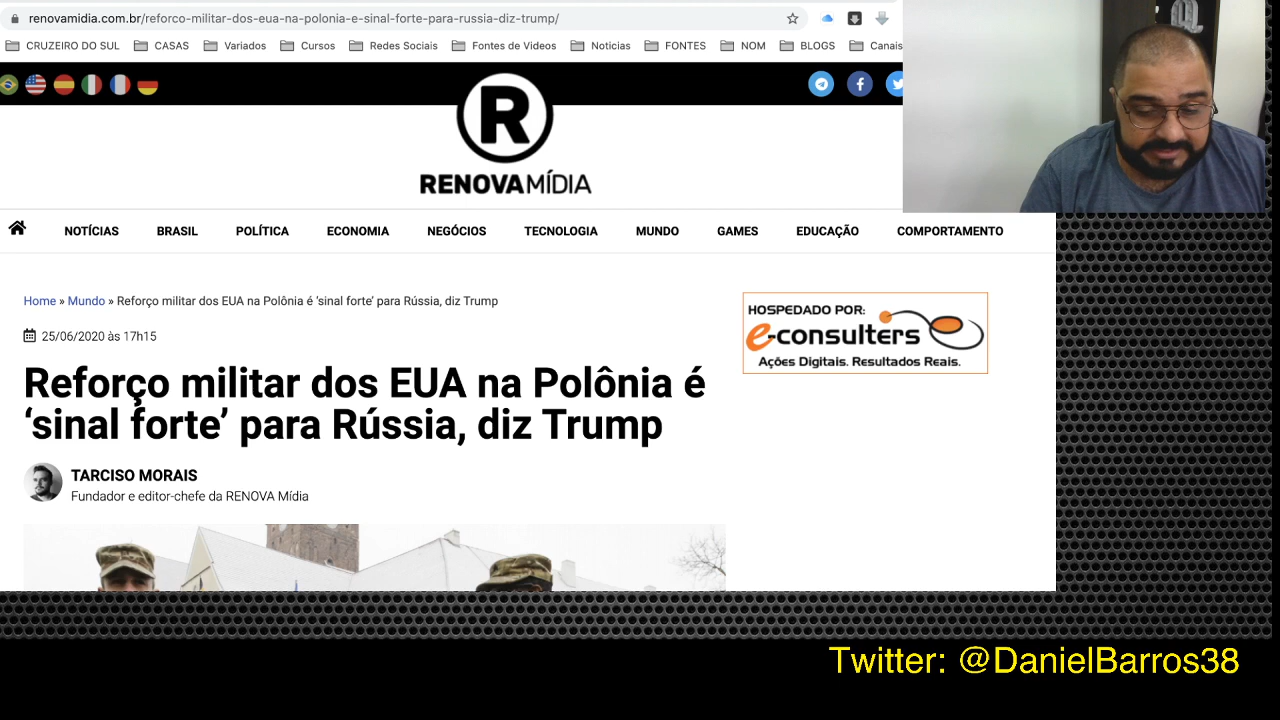 renovamidia.com.br/reforco-militar-dos-eua-na-polonia-e-sinal-forte-para-russia-diz-trump/
CRUZEIRO DO SUL CASAS Variados Cursos Redes Sociais Fontes de Videos Noticias FONTES NOM BLOGS Canais
R
RENOVAMÍDIA
NOTÍCIAS BRASIL POLÍTICA ECONOMIA NEGÓCIOS TECNOLOGIA MUNDO GAMES EDUCAÇÃO COMPORTAMENTO
Home » Mundo » Reforço militar dos EUA na Polônia é ‘sinal forte’ para Rússia, diz Trump
HOSPEDADO POR:
e-consulters
Ações Digitais. Resultados Reais.
25/06/2020 às 17h15
Reforço militar dos EUA na Polônia é
‘sinal forte’ para Rússia, diz Trump
TARCISO MORAIS
Fundador e editor-chefe da RENOVA Mídia
Twitter: @DanielBarros38